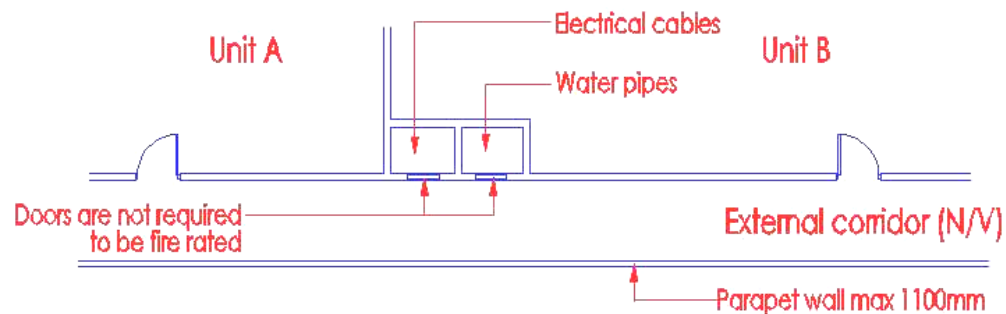 Electrical cables
Unit A
Unit B
Water pipes
Doors are not required
to be fire rated
External corridor (N/V)
Parapet wall max 1100mm